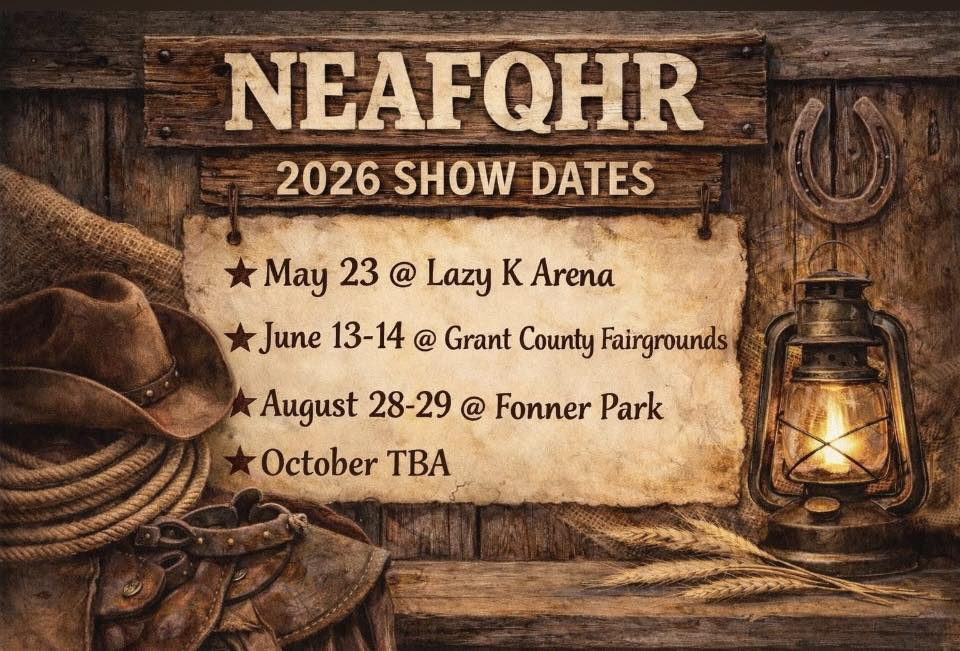 NEAFQHR
2026 SHOW DATES
★ May 23 @ Lazy K Arena
★ June 13-14 @ Grant County Fairgrounds
★ August 28-29 @ Fonner Park
★ October TBA